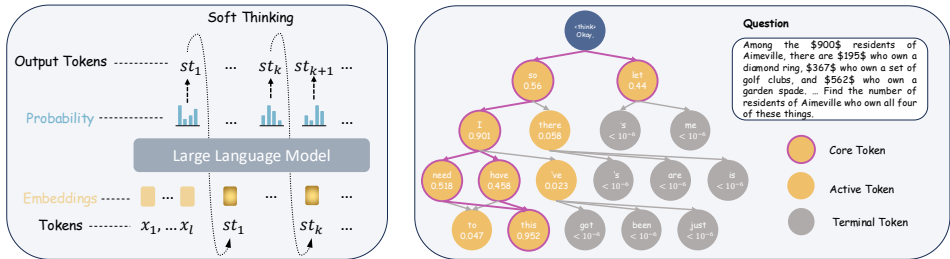 Soft Thinking
Output Tokens
st₁ ... stₖ stₖ₊₁ ...
Probability
...
...
Large Language Model
Embeddings
... ... ...
Tokens
x₁, ... xₗ st₁ ... stₖ ...
<think>
Okay,
so
0.56
let
0.44
I
0.901
there
0.058
's
< 10⁻⁶
me
< 10⁻⁶
need
0.518
have
0.458
've
0.023
's
< 10⁻⁶
are
< 10⁻⁶
is
< 10⁻⁶
to
0.047
this
0.952
got
< 10⁻⁶
been
< 10⁻⁶
just
< 10⁻⁶
Question
Among the $900$ residents of
Aimeville, there are $195$ who own a
diamond ring, $367$ who own a set of
golf clubs, and $562$ who own a
garden spade. ... Find the number of
residents of Aimeville who own all four
of these things.
Core Token
Active Token
Terminal Token